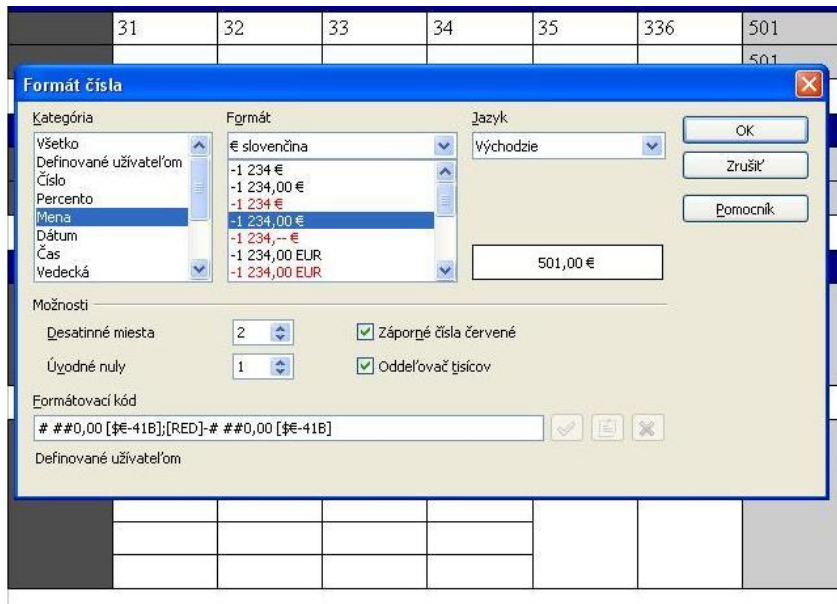 31 32 33 34 35 336 501
501
Formát čísla
Kategória
Všetko
Definované užívateľom
Číslo
Percento
Mena
Dátum
Čas
Vedecká
Formát
€ slovenčina
-1 234 €
-1 234,00 €
-1 234 €
-1 234,00 €
-1 234,-- €
-1 234,00 EUR
-1 234,00 EUR
Jazyk
Východzie
501,00 €
OK
Zrušiť
Pomocník
Možnosti
Desatinné miesta 2
Záporné čísla červené
Úvodné nuly 1
Oddeľovač tisícov
Formátovací kód
# ##0,00 [$€-41B];[RED]-# ##0,00 [$€-41B]
Definované užívateľom